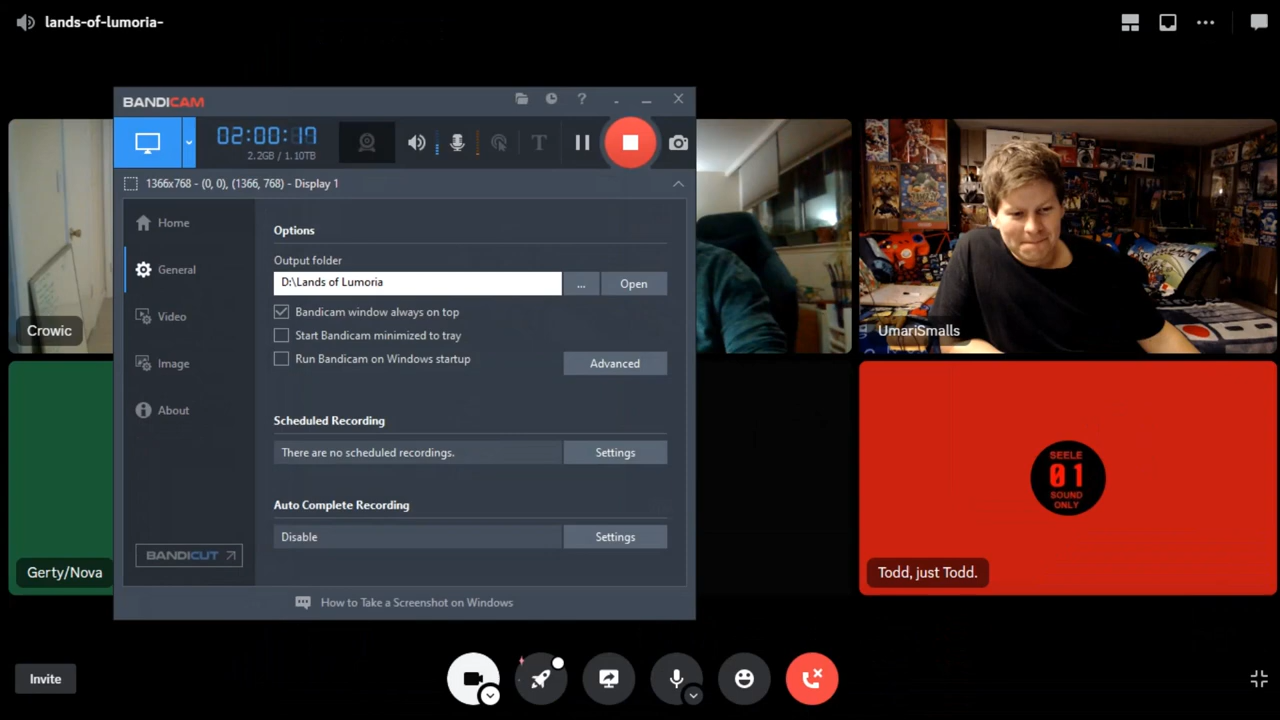 lands-of-lumoria-
BANDICAM
02:00:17
2.2GB / 1.10TB
1366x768 - (0, 0), (1366, 768) - Display 1
Home
General
Video
Image
About
BANDICUT
Options
Output folder
D:\Lands of Lumoria
...
Open
Bandicam window always on top
Start Bandicam minimized to tray
Run Bandicam on Windows startup
Advanced
Scheduled Recording
There are no scheduled recordings.
Settings
Auto Complete Recording
Disable
Settings
How to Take a Screenshot on Windows
Crowic
UmariSmalls
Gerty/Nova
SEELE
01
SOUND
ONLY
Todd, just Todd.
Invite